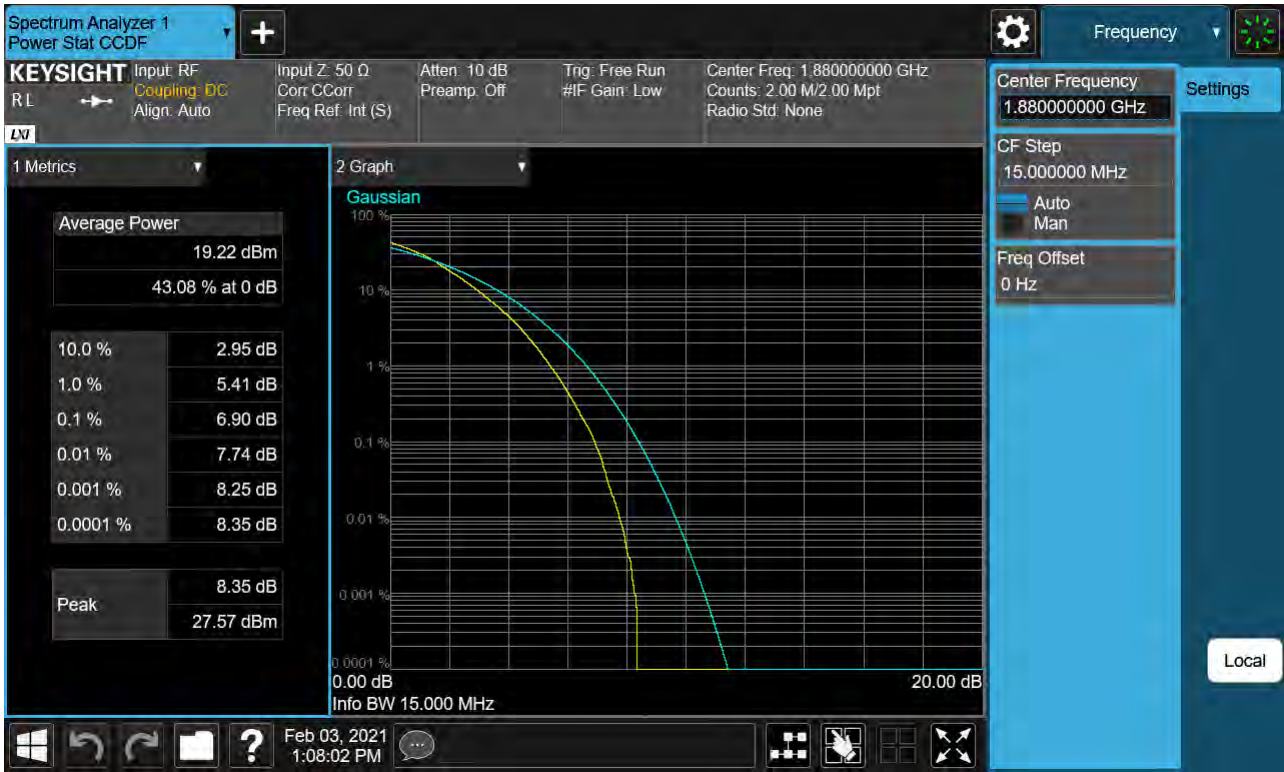 Spectrum Analyzer 1
Power Stat CCDF
Frequency
KEYSIGHT
R L
LXI
Input: RF
Coupling: DC
Align: Auto
Input Z: 50 Ω
Corr CCorr
Freq Ref: Int (S)
Atten: 10 dB
Preamp: Off
Trig: Free Run
#IF Gain: Low
Center Freq: 1.880000000 GHz
Counts: 2.00 M/2.00 Mpt
Radio Std: None
Center Frequency
1.880000000 GHz
Settings
CF Step
15.000000 MHz
Auto
Man
Freq Offset
0 Hz
1 Metrics
Average Power
19.22 dBm
43.08 % at 0 dB
10.0 % 2.95 dB
1.0 % 5.41 dB
0.1 % 6.90 dB
0.01 % 7.74 dB
0.001 % 8.25 dB
0.0001 % 8.35 dB
Peak
8.35 dB
27.57 dBm
2 Graph
Gaussian
100 %
10 %
1 %
0.1 %
0.01 %
0.001 %
0.0001 %
0.00 dB 20.00 dB
Info BW 15.000 MHz
Local
?
Feb 03, 2021
1:08:02 PM